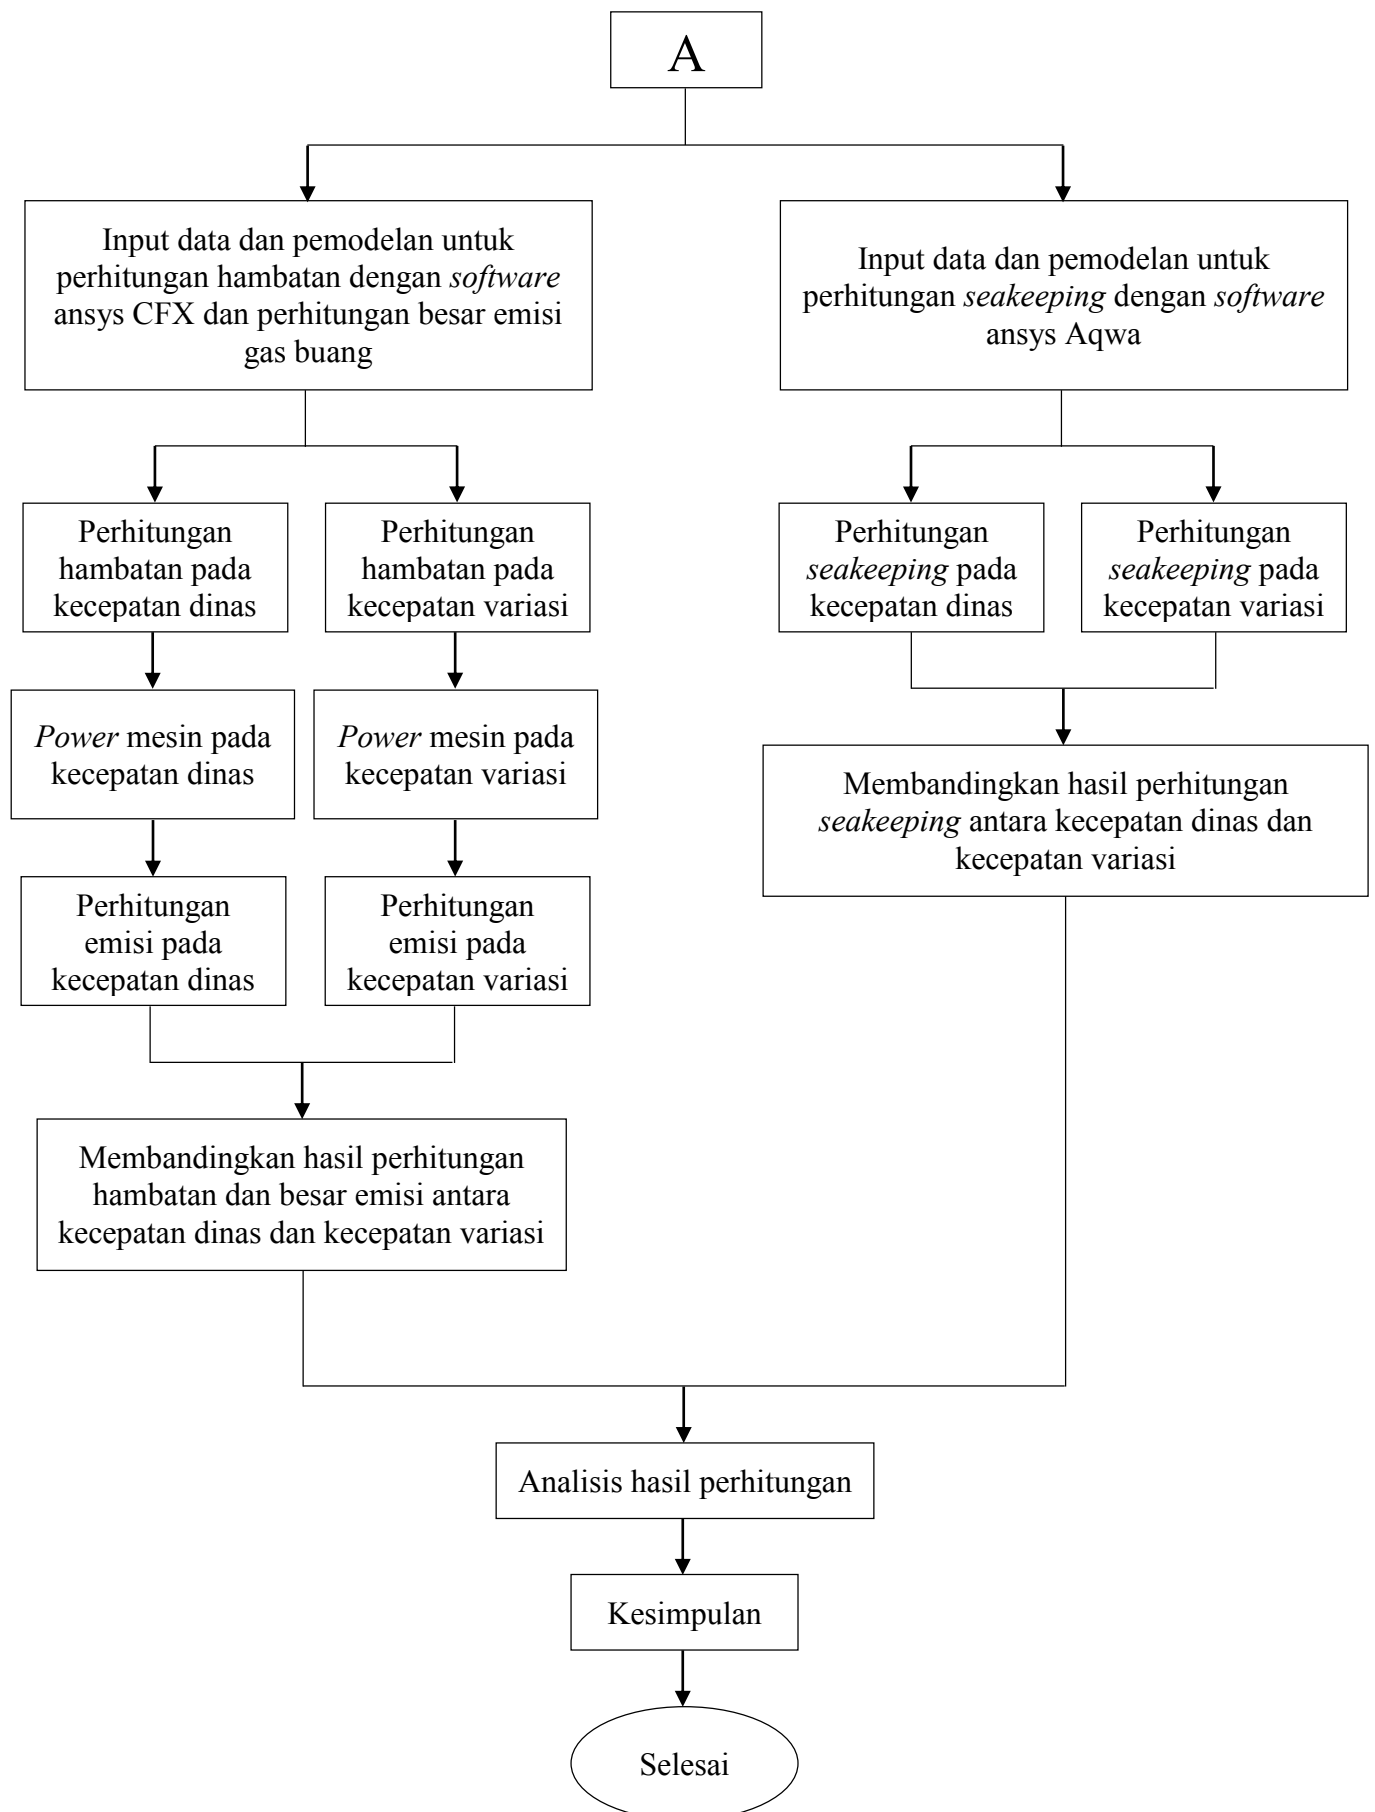 A
Input data dan pemodelan untuk
perhitungan hambatan dengan software
ansys CFX dan perhitungan besar emisi
gas buang
Input data dan pemodelan untuk
perhitungan seakeeping dengan software
ansys Aqwa
Perhitungan
hambatan pada
kecepatan dinas
Perhitungan
hambatan pada
kecepatan variasi
Perhitungan
seakeeping pada
kecepatan dinas
Perhitungan
seakeeping pada
kecepatan variasi
Power mesin pada
kecepatan dinas
Power mesin pada
kecepatan variasi
Membandingkan hasil perhitungan
seakeeping antara kecepatan dinas dan
kecepatan variasi
Perhitungan
emisi pada
kecepatan dinas
Perhitungan
emisi pada
kecepatan variasi
Membandingkan hasil perhitungan
hambatan dan besar emisi antara
kecepatan dinas dan kecepatan variasi
Analisis hasil perhitungan
Kesimpulan
Selesai